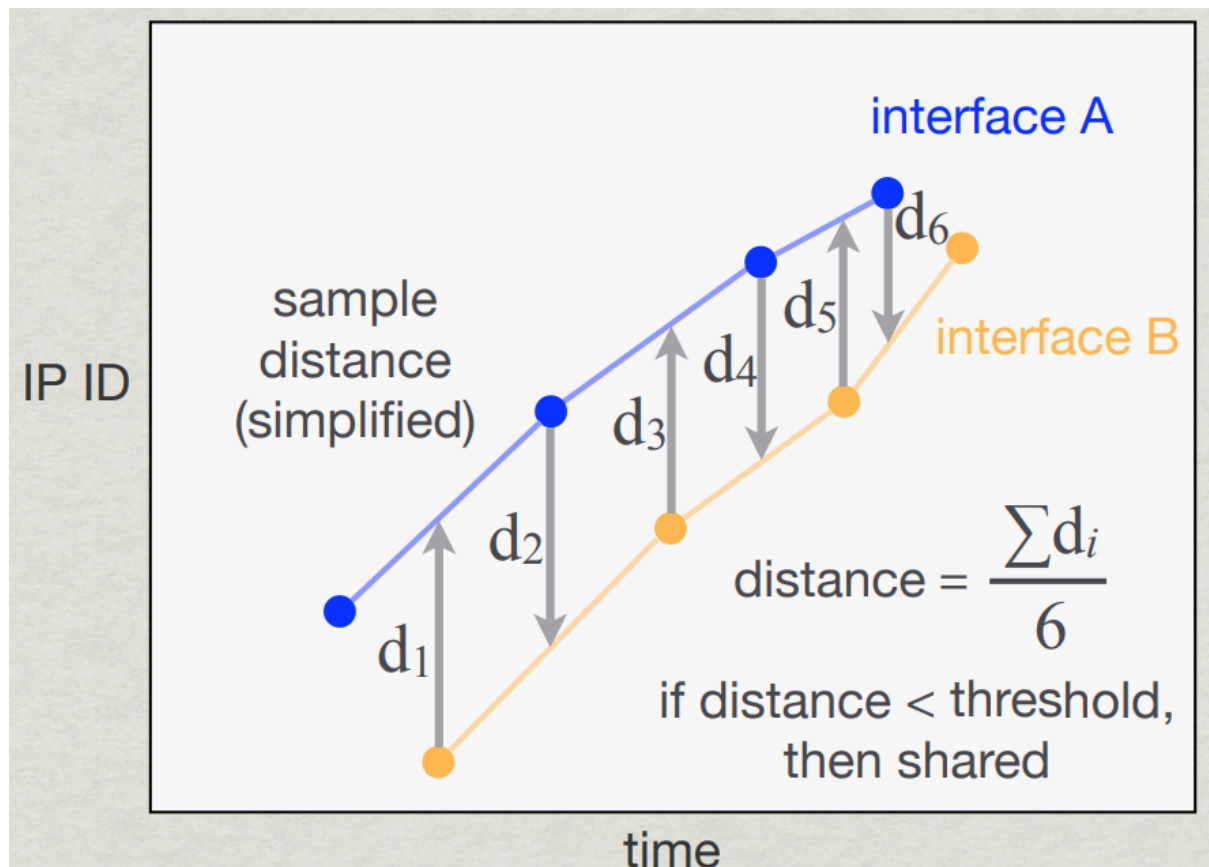 interface A
d6
sample
distance
(simplified)
d5
interface B
IP ID
d4
d3
d2
distance = ∑di / 6
d1
if distance < threshold,
then shared
time